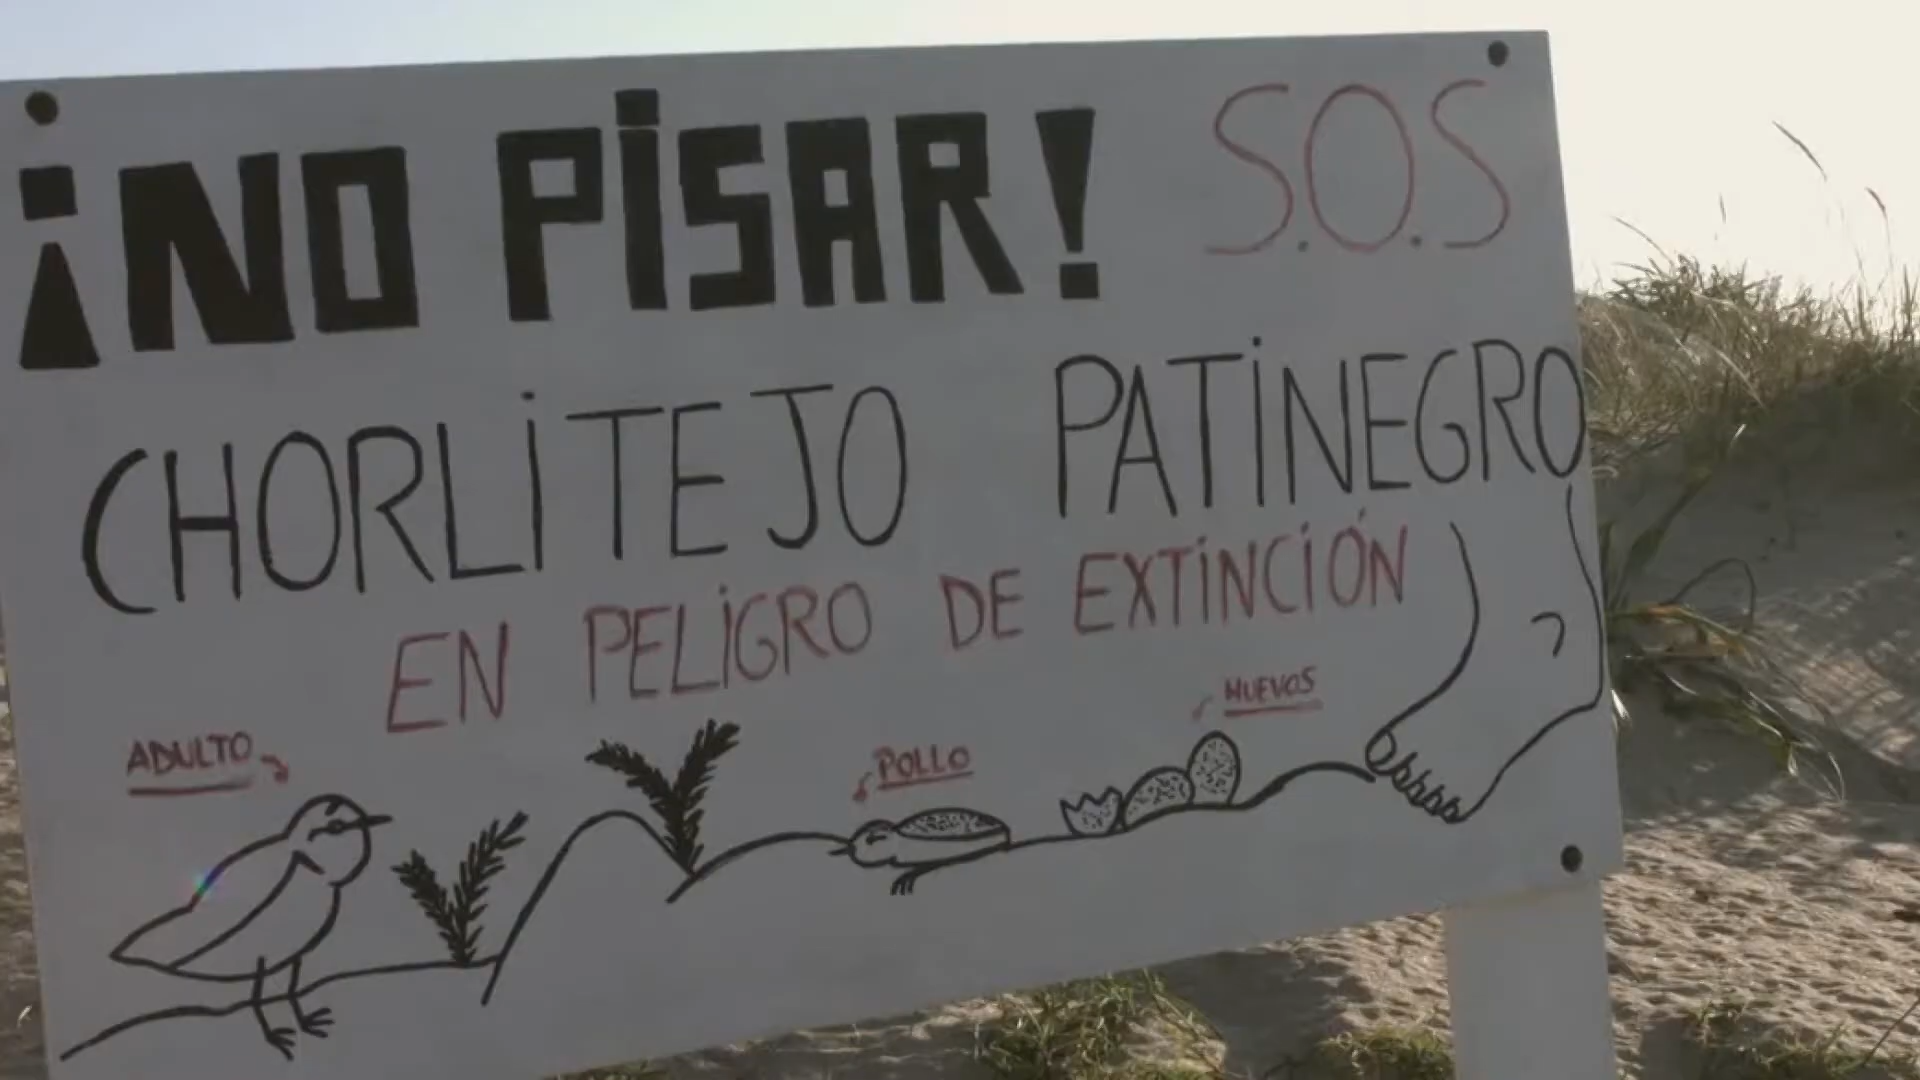 ¡NO PISAR! S.O.S
CHORLITEJO PATINEGRO
EN PELIGRO DE EXTINCIÓN
ADULTO
POLLO
HUEVOS